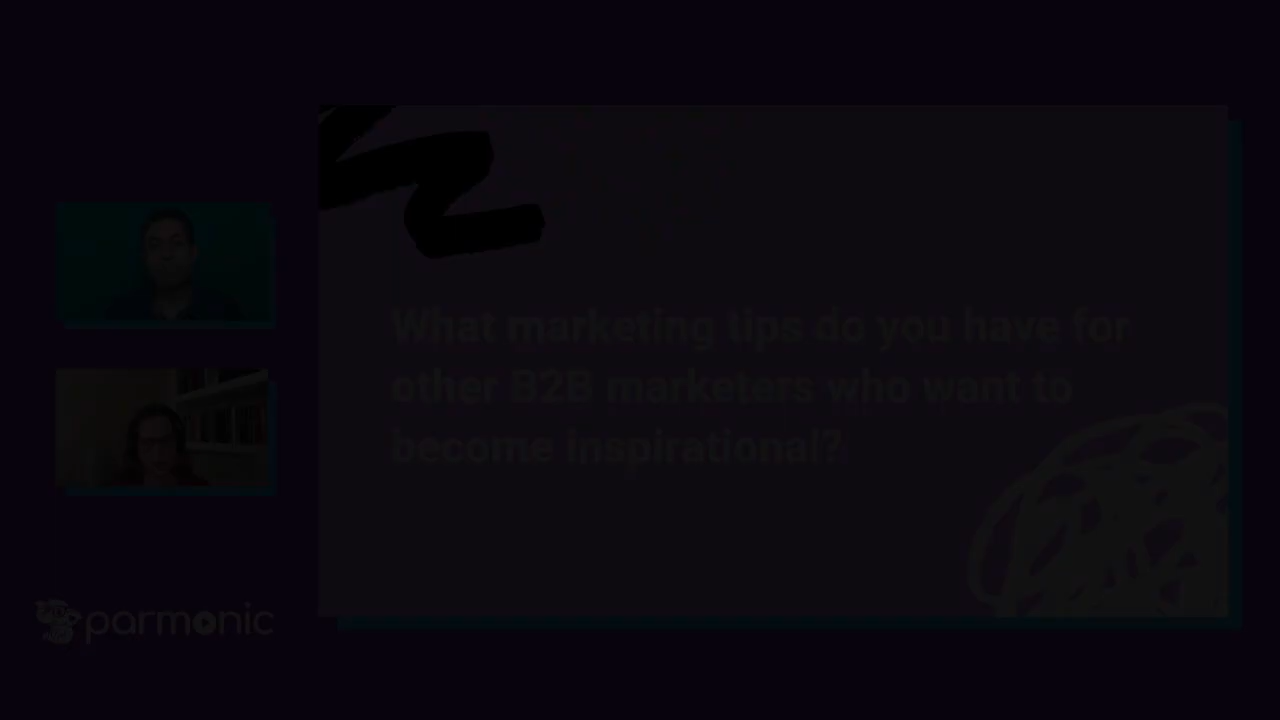 What marketing tips do you have for
other B2B marketers who want to
become inspirational?
parmonic